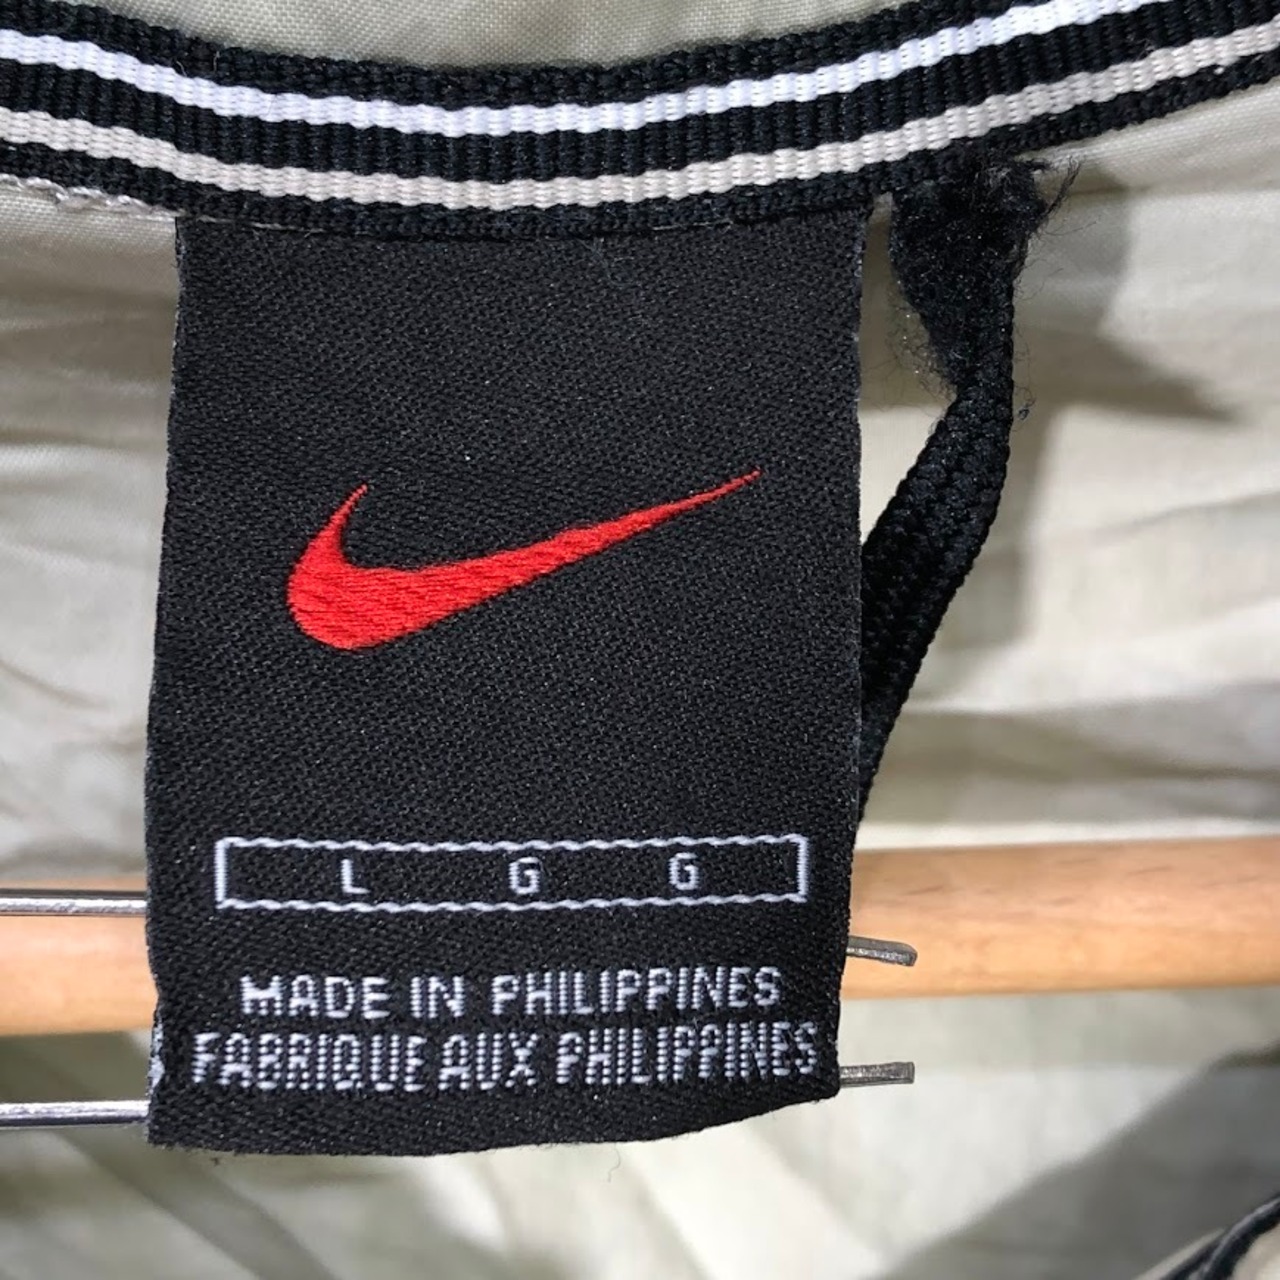 L G G
MADE IN PHILIPPINES
FABRIQUE AUX PHILIPPINES